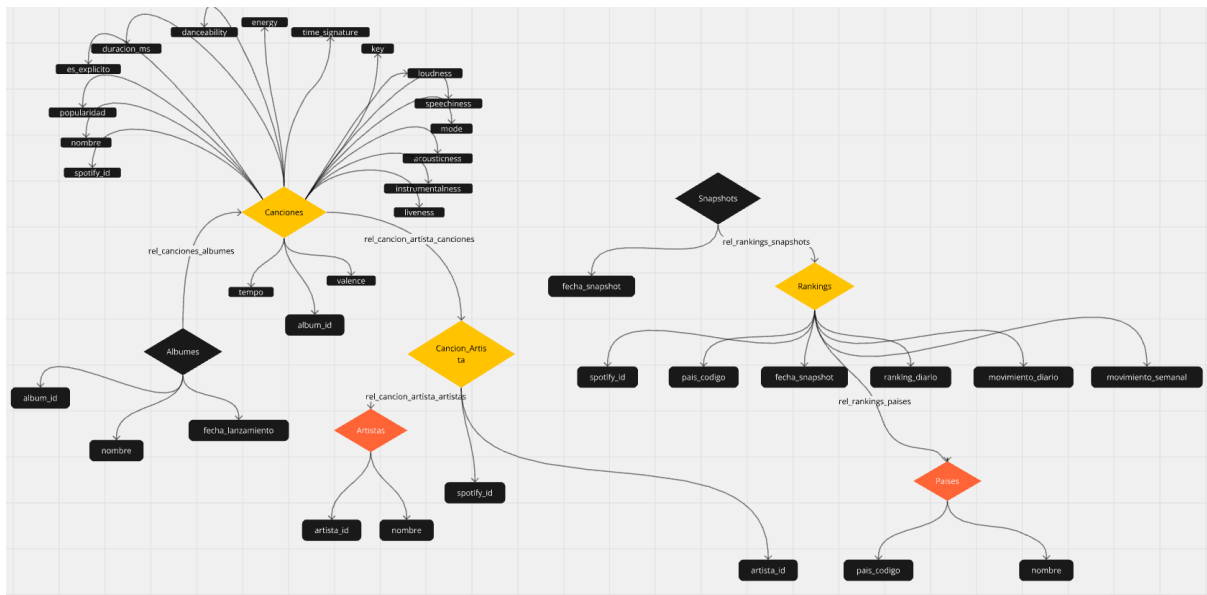 energy
danceability
time_signature
duracion_ms
key
es_explicito
loudness
speechiness
popularidad
mode
nombre
acousticness
spotify_id
instrumentalness
Snapshots
Canciones
liveness
rel_cancion_artista_canciones
rel_rankings_snapshots
rel_canciones_albumes
valence
fecha_snapshot
Rankings
tempo
album_id
Albumes
Cancion_Artis
ta
spotify_id
pais_codigo
fecha_snapshot
ranking_diario
movimiento_diario
movimiento_semanal
album_id
rel_cancion_artista_artistas
rel_rankings_paises
fecha_lanzamiento
Artistas
nombre
Paises
spotify_id
artista_id
nombre
artista_id
pais_codigo
nombre